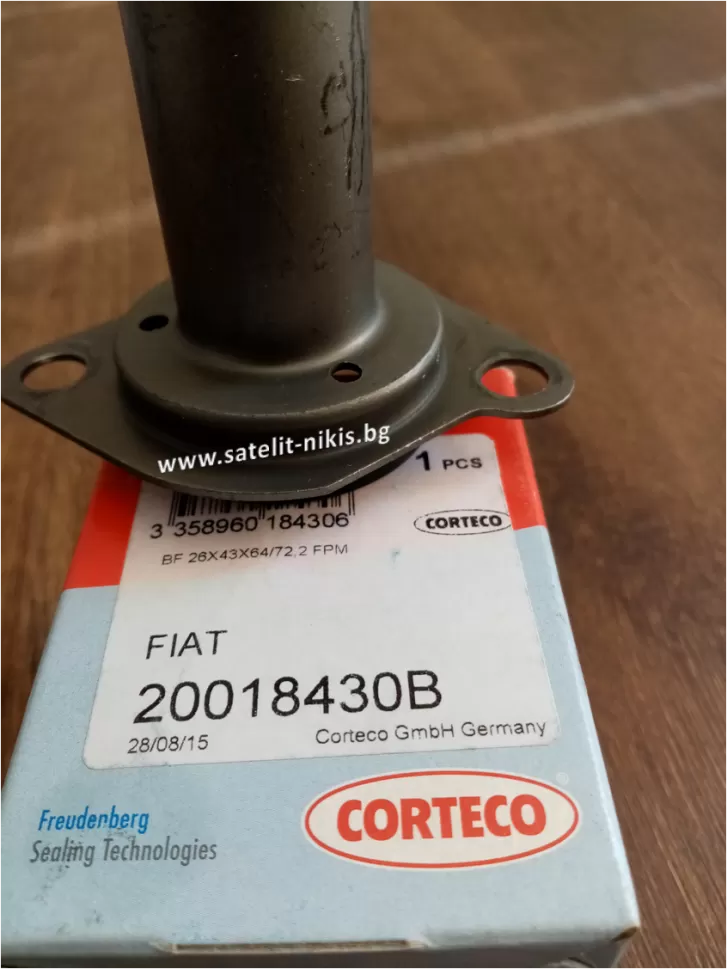 www.satelit-nikis.bg
1 PCS
3 358960 184306
CORTECO
BF 26X43X64/72,2 FPM
FIAT
20018430B
28/08/15
Corteco GmbH Germany
Freudenberg
Sealing Technologies
CORTECO
®